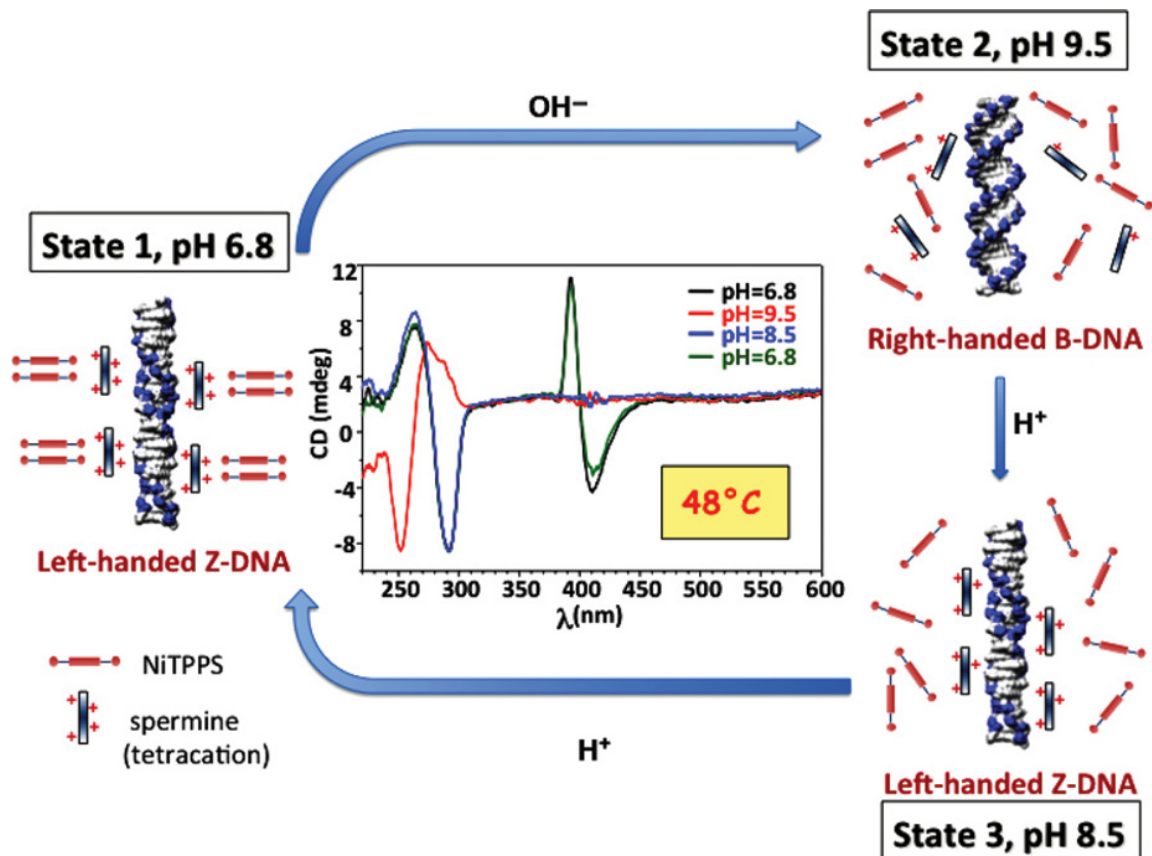 State 2, pH 9.5
OH−
State 1, pH 6.8
Right-handed B-DNA
12
8
4
0
-4
-8
CD (mdeg)
pH=6.8
pH=9.5
pH=8.5
pH=6.8
48°C
250 300 350 400 450 500 550 600
λ(nm)
H+
Left-handed Z-DNA
NiTPPS
spermine
(tetracation)
H+
Left-handed Z-DNA
State 3, pH 8.5